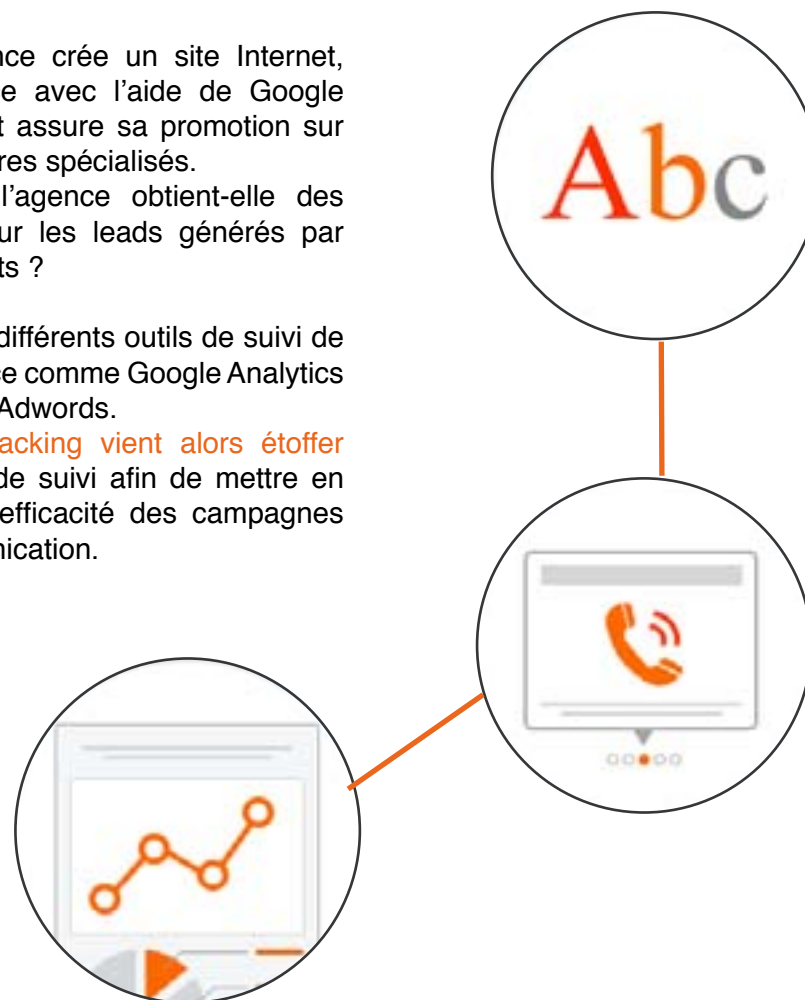 nce crée un site Internet,
e avec l’aide de Google
t assure sa promotion sur
res spécialisés.
l’agence obtient-elle des
ur les leads générés par
ts ?
différents outils de suivi de
ce comme Google Analytics
Adwords.
acking vient alors étoffer
de suivi afin de mettre en
efficacité des campagnes
nication.
Abc